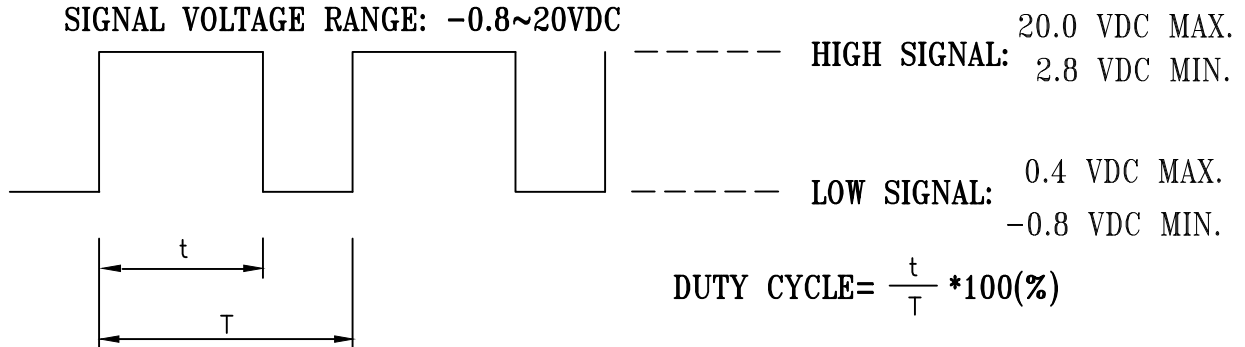 SIGNAL VOLTAGE RANGE: -0.8~20VDC
HIGH SIGNAL: 20.0 VDC MAX.
2.8 VDC MIN.
LOW SIGNAL: 0.4 VDC MAX.
-0.8 VDC MIN.
t
T
DUTY CYCLE= t/T *100(%)